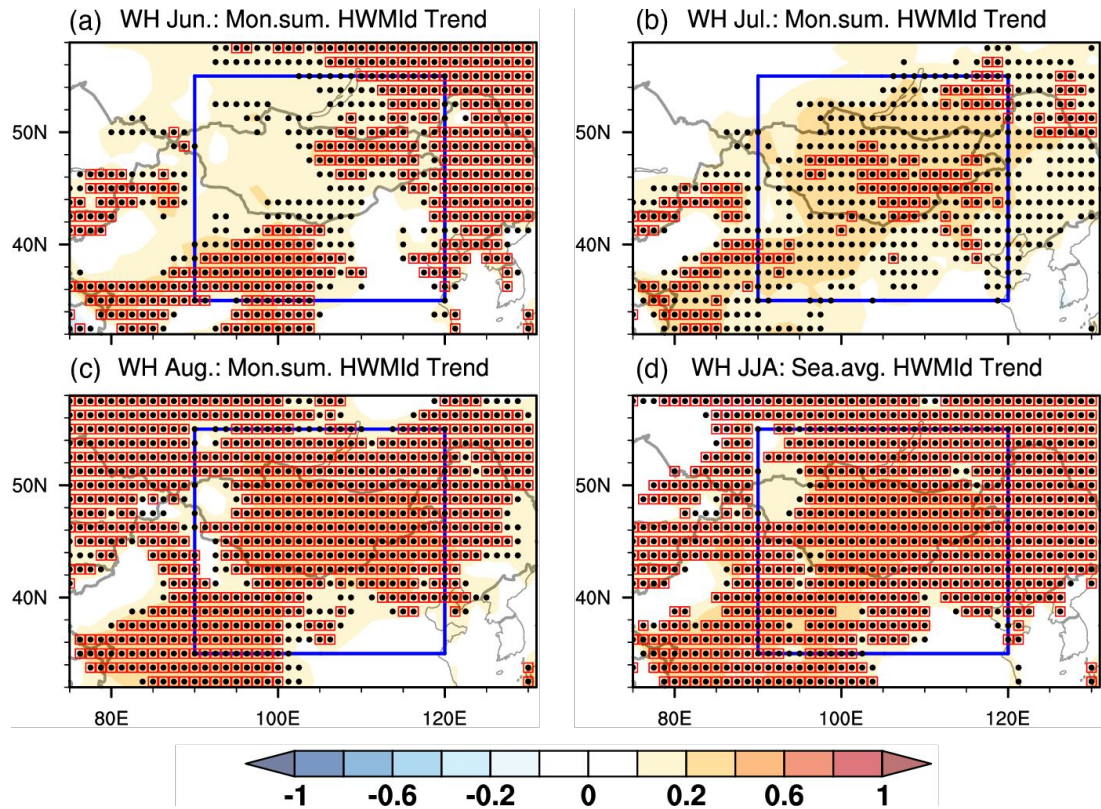 (a) WH Jun.: Mon.sum. HWMId Trend
(b) WH Jul.: Mon.sum. HWMId Trend
50N
40N
50N
40N
(c) WH Aug.: Mon.sum. HWMId Trend
(d) WH JJA: Sea.avg. HWMId Trend
50N
40N
50N
40N
80E 100E 120E
80E 100E 120E
-1 -0.6 -0.2 0 0.2 0.6 1